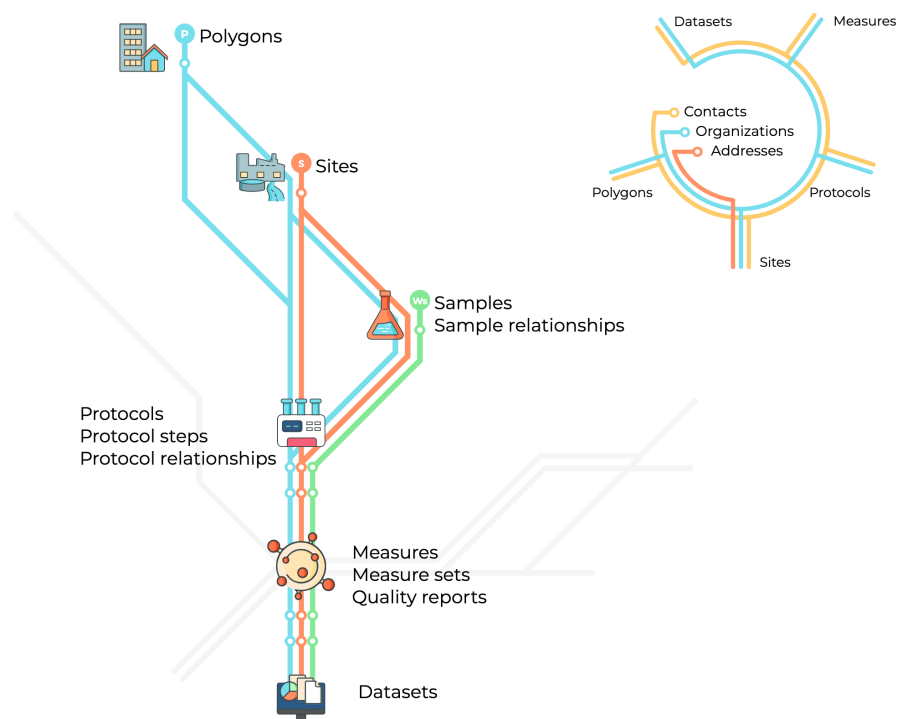 P Polygons
S Sites
Ws Samples
Sample relationships
Protocols
Protocol steps
Protocol relationships
Measures
Measure sets
Quality reports
Datasets
Datasets
Measures
Contacts
Organizations
Addresses
Polygons
Protocols
Sites